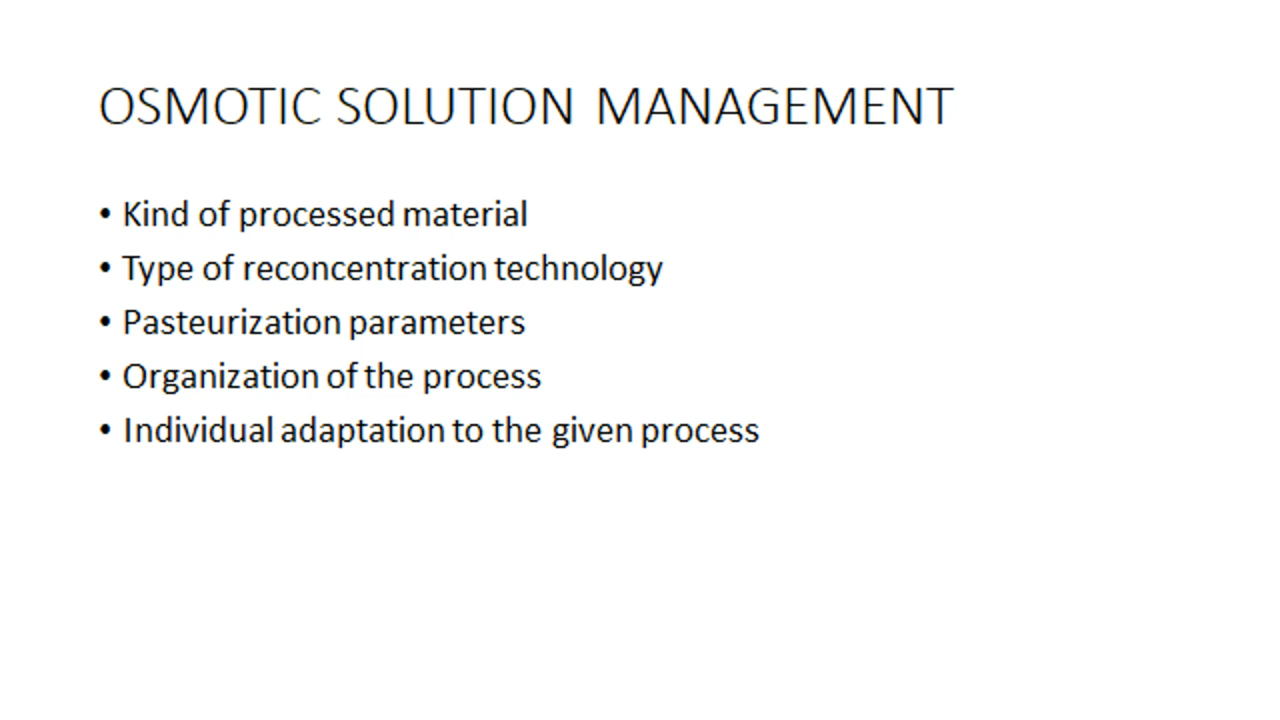 OSMOTIC SOLUTION MANAGEMENT
• Kind of processed material
• Type of reconcentration technology
• Pasteurization parameters
• Organization of the process
• Individual adaptation to the given process